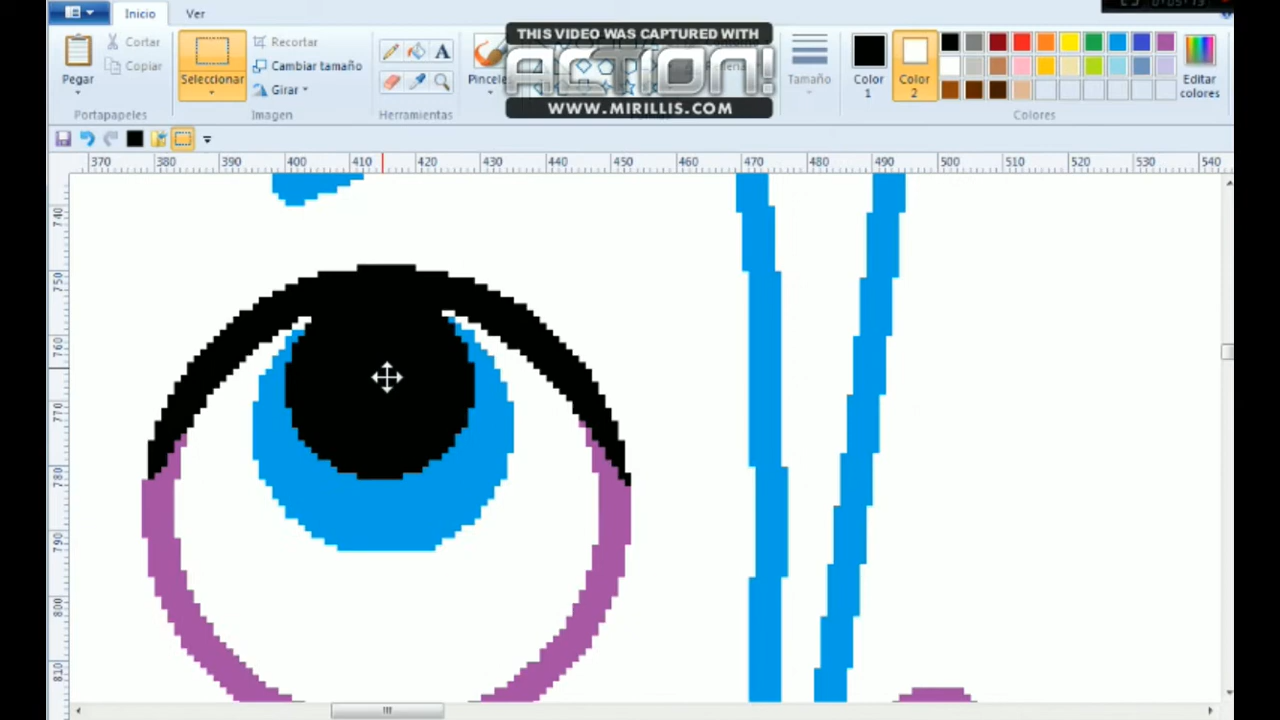 THIS VIDEO WAS CAPTURED WITH
ACTION!
WWW.MIRILLIS.COM
Inicio Ver
Pegar
Cortar
Copiar
Portapapeles
Seleccionar
Recortar
Cambiar tamaño
Girar
Imagen
A
Herramientas
Tamaño
Color 1
Color 2
Editar colores
Colores
370 380 390 400 410 420 430 440 450 460 470 480 490 500 510 520 530 540
740
750
760
770
780
790
800
810